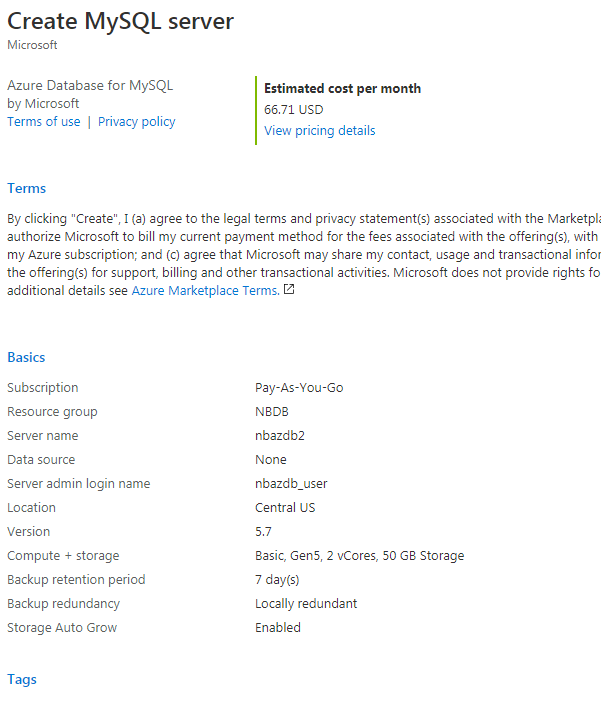 Create MySQL server
Microsoft
Azure Database for MySQL
by Microsoft
Terms of use | Privacy policy
Estimated cost per month
66.71 USD
View pricing details
Terms
By clicking "Create", I (a) agree to the legal terms and privacy statement(s) associated with the Marketpla
authorize Microsoft to bill my current payment method for the fees associated with the offering(s), with
my Azure subscription; and (c) agree that Microsoft may share my contact, usage and transactional infor
the offering(s) for support, billing and other transactional activities. Microsoft does not provide rights fo
additional details see Azure Marketplace Terms.
Basics
Subscription Pay-As-You-Go
Resource group NBDB
Server name nbazdb2
Data source None
Server admin login name nbazdb_user
Location Central US
Version 5.7
Compute + storage Basic, Gen5, 2 vCores, 50 GB Storage
Backup retention period 7 day(s)
Backup redundancy Locally redundant
Storage Auto Grow Enabled
Tags